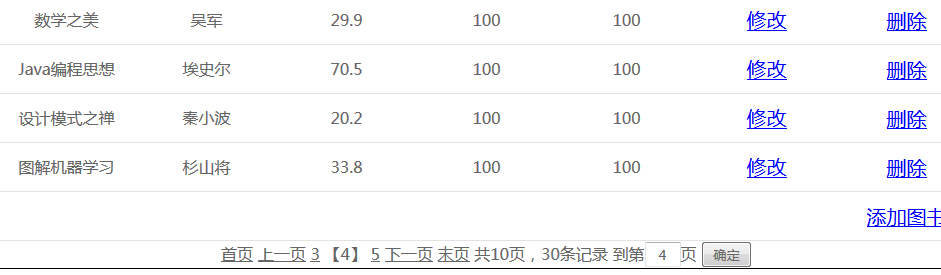 数学之美 吴军 29.9 100 100 修改 删除
Java编程思想 埃史尔 70.5 100 100 修改 删除
设计模式之禅 秦小波 20.2 100 100 修改 删除
图解机器学习 杉山将 33.8 100 100 修改 删除
添加图书
首页 上一页 3 【4】 5 下一页 末页 共10页，30条记录 到第 4 页 确定